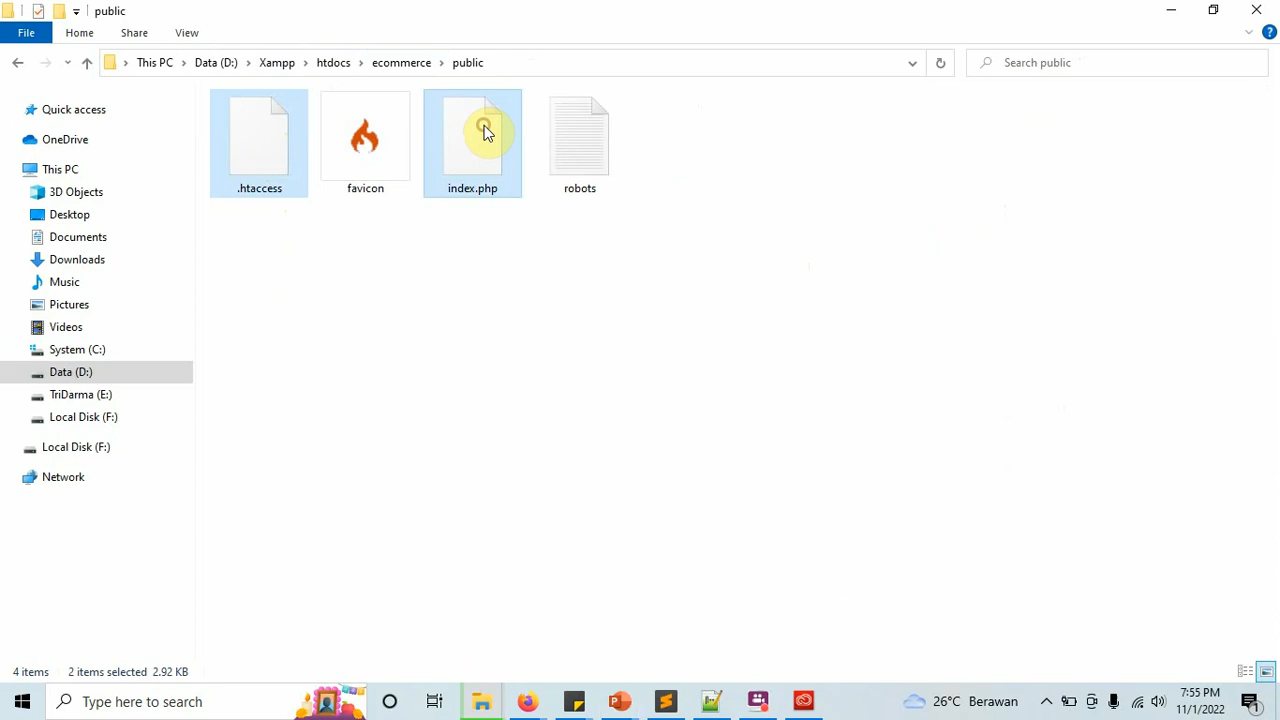 public
File Home Share View
This PC Data (D:) Xampp htdocs ecommerce public
Search public
Quick access
OneDrive
This PC
3D Objects
Desktop
Documents
Downloads
Music
Pictures
Videos
System (C:)
Data (D:)
TriDarma (E:)
Local Disk (F:)
Local Disk (F:)
Network
.htaccess favicon index.php robots
4 items 2 items selected 2.92 KB
Type here to search
26°C Berawan
7:55 PM
11/1/2022